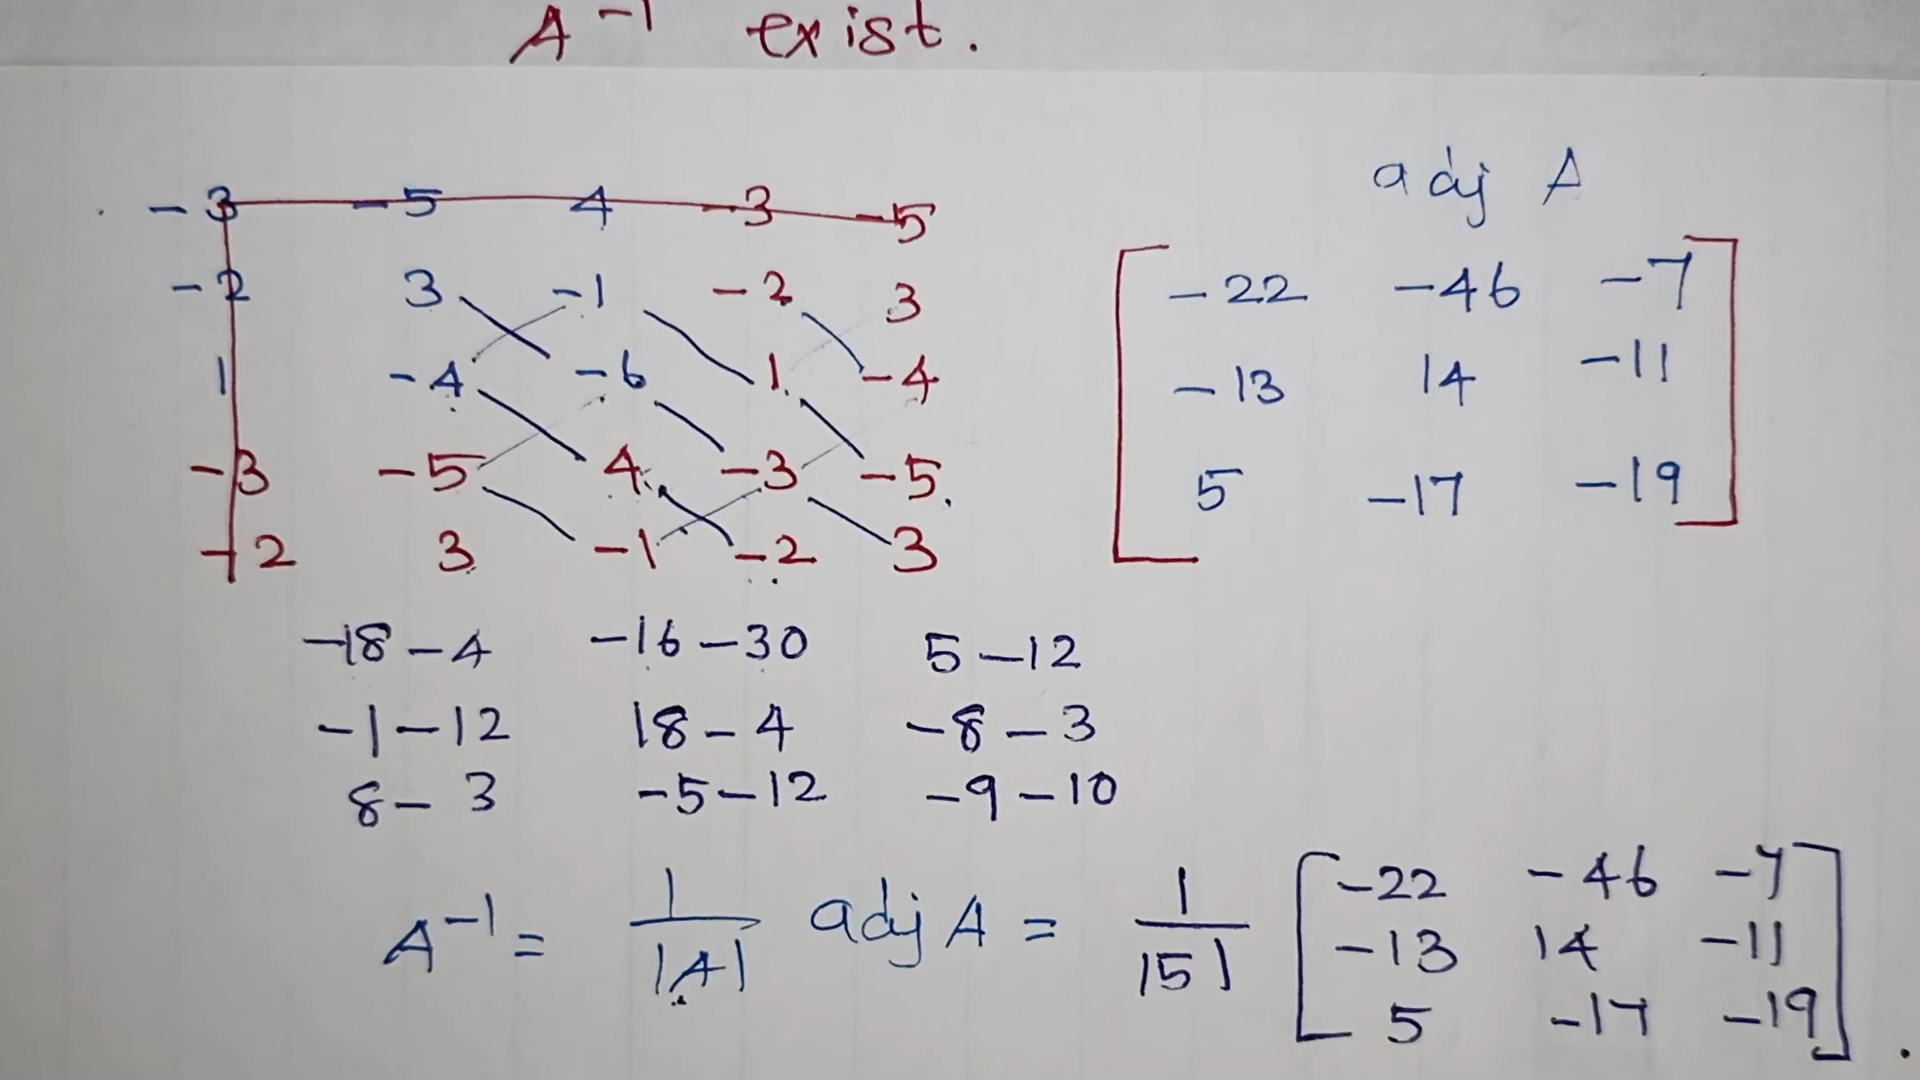 A⁻¹ exist.
adj A
-3 -5 4 -3 -5
-2 3 -1 -2 3
1 -4 -6 1 -4
-3 -5 4 -3 -5
-2 3 -1 -2 3
-22 -46 -7
-13 14 -11
5 -17 -19
-18-4 -16-30 5-12
-1-12 18-4 -8-3
8-3 -5-12 -9-10
A⁻¹ = 1/|A| adj A = 1/151 [-22 -46 -7
-13 14 -11
5 -17 -19].